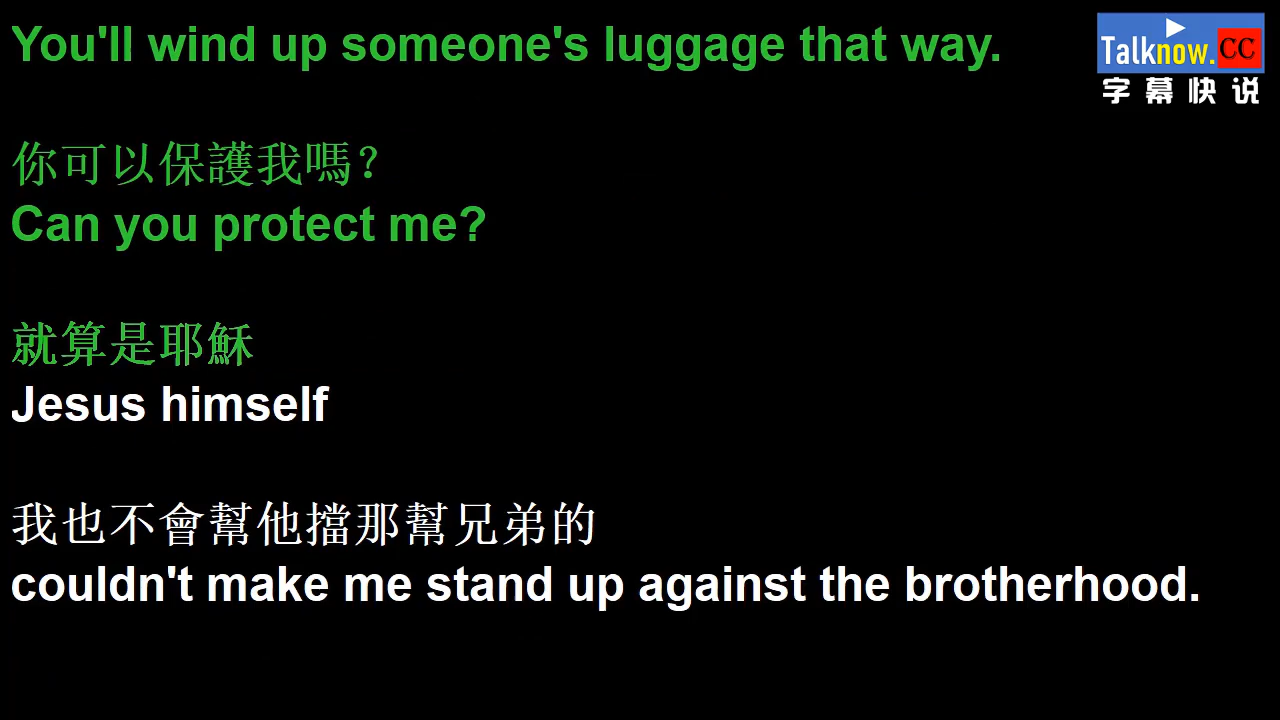 You'll wind up someone's luggage that way.
Talknow.CC
字幕快说
你可以保護我嗎？
Can you protect me?
就算是耶穌
Jesus himself
我也不會幫他擋那幫兄弟的
couldn't make me stand up against the brotherhood.